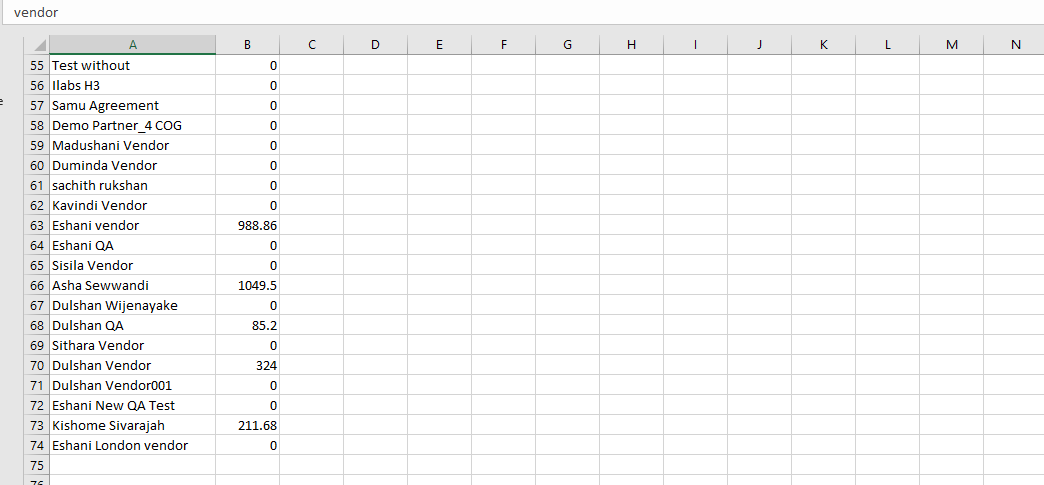 vendor
A B C D E F G H I J K L M N
55 Test without 0
56 Ilabs H3 0
57 Samu Agreement 0
58 Demo Partner_4 COG 0
59 Madushani Vendor 0
60 Duminda Vendor 0
61 sachith rukshan 0
62 Kavindi Vendor 0
63 Eshani vendor 988.86
64 Eshani QA 0
65 Sisila Vendor 0
66 Asha Sewwandi 1049.5
67 Dulshan Wijenayake 0
68 Dulshan QA 85.2
69 Sithara Vendor 0
70 Dulshan Vendor 324
71 Dulshan Vendor001 0
72 Eshani New QA Test 0
73 Kishome Sivarajah 211.68
74 Eshani London vendor 0
75